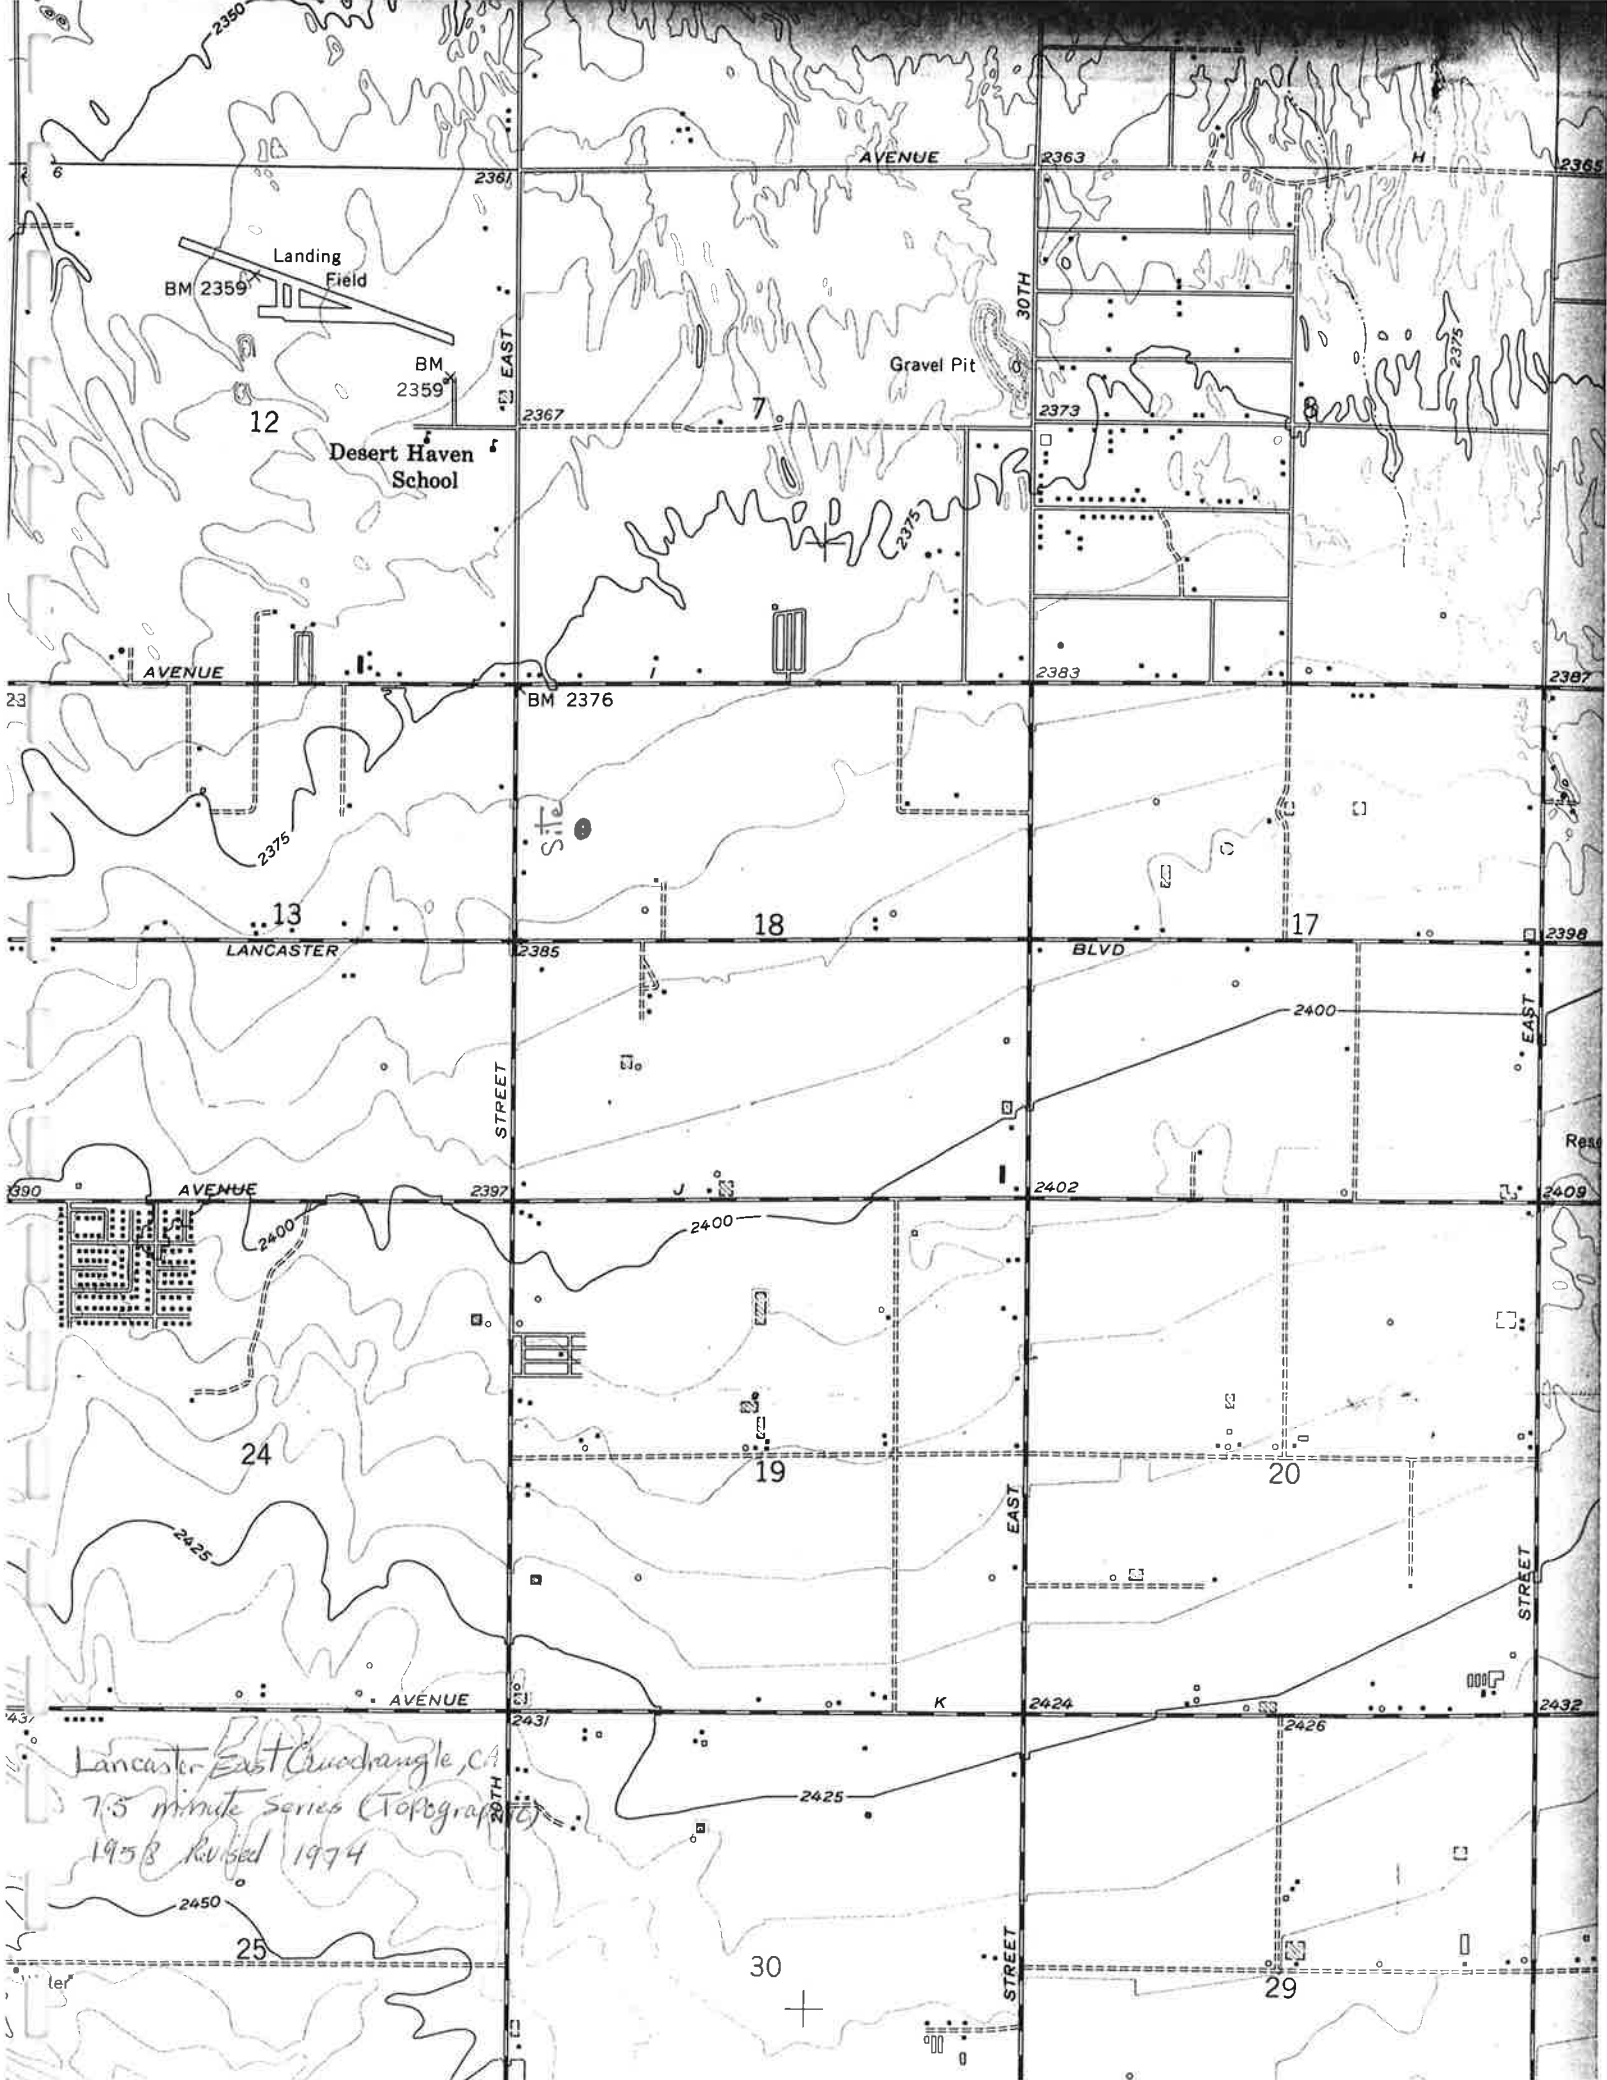 2350
AVENUE
2363
H
2365
6
2361
Landing
Field
BM 2359
30TH
EAST
2375
BM
2359
Gravel Pit
12
2367
7
2373
Desert Haven
School
2375
AVENUE
I
2383
2387
23
BM 2376
Site
2375
13
18
17
LANCASTER
2385
BLVD
2398
2400
EAST
STREET
2390
AVENUE
2397
J
2402
2409
2400
2400
24
19
20
EAST
2425
STREET
AVENUE
K
2424
2432
2431
2426
Lancaster East Quadrangle, CA
7.5 minute Series (Topographic)
1958 Revised 1974
20TH
2425
2450
25
30
STREET
29